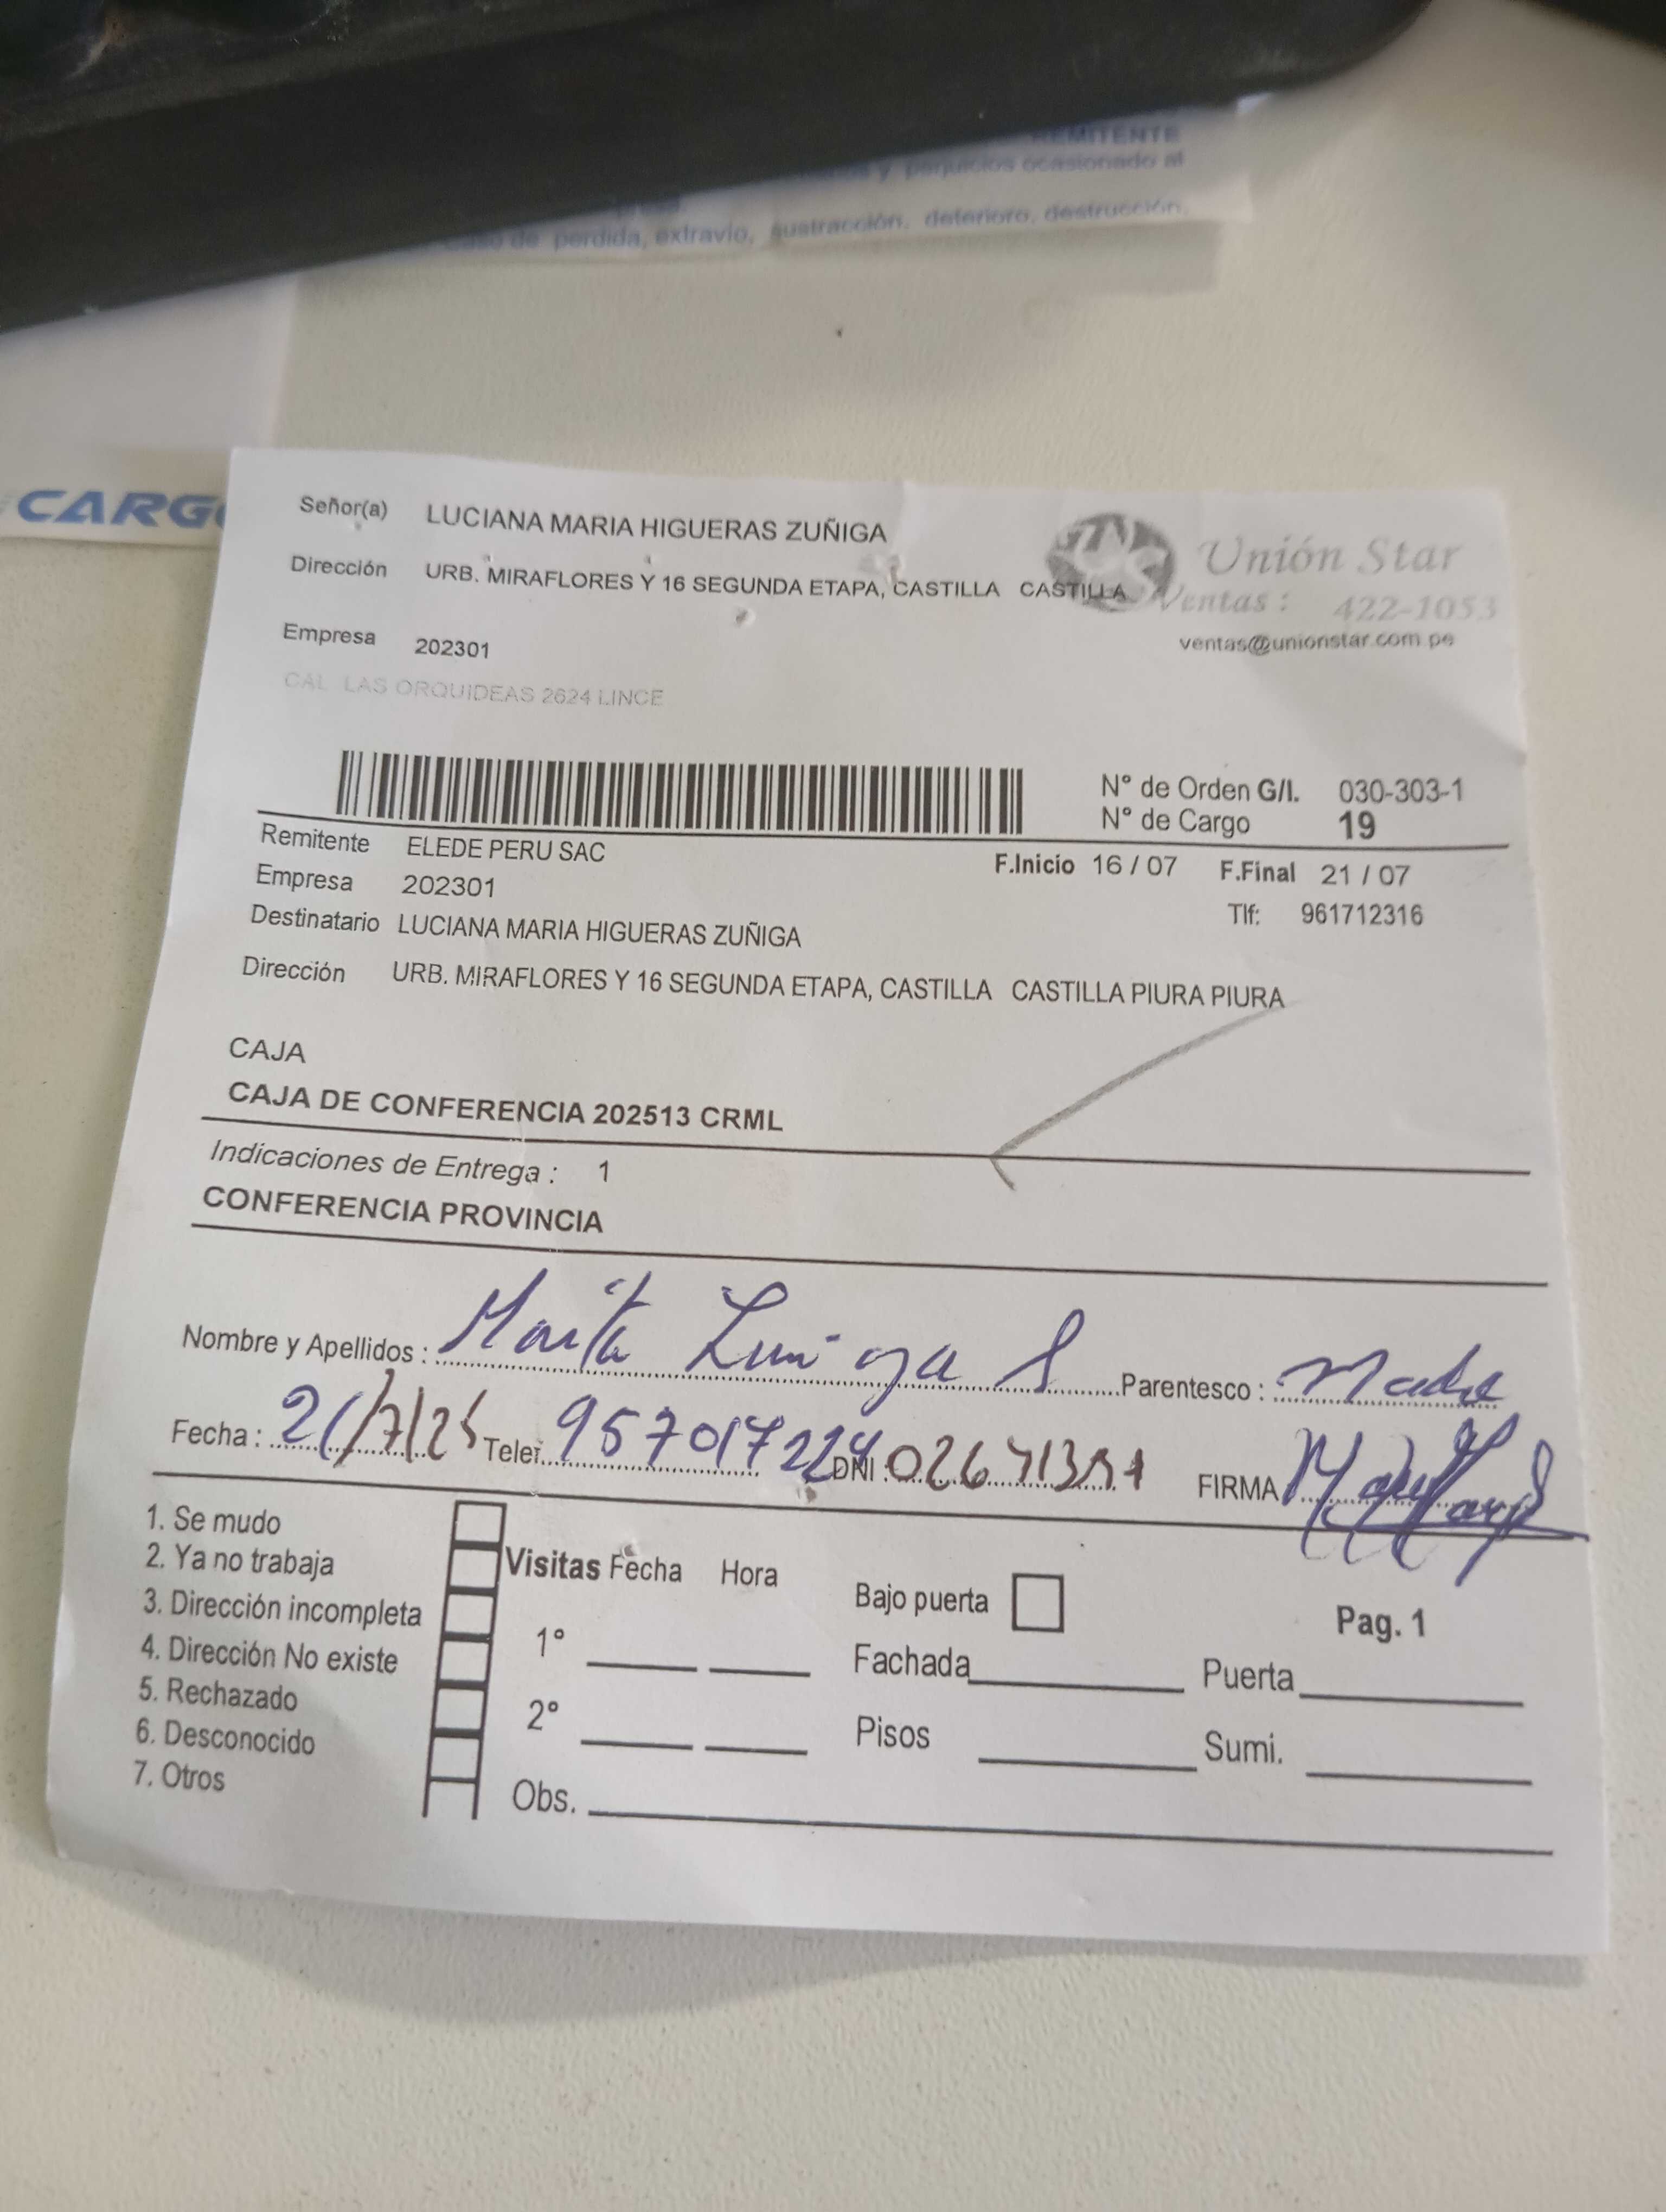 REMITENTE
y perjuicios ocasionado al
de perdida, extravío, sustracción, deterioro, destrucción,
CARGO
Señor(a) LUCIANA MARIA HIGUERAS ZUÑIGA
Unión Star
Dirección URB. MIRAFLORES Y 16 SEGUNDA ETAPA, CASTILLA CASTILLA
Ventas : 422-1053
ventas@unionstar.com.pe
Empresa 202301
CAL LAS ORQUIDEAS 2624 LINCE
N° de Orden G/I. 030-303-1
N° de Cargo 19
Remitente ELEDE PERU SAC
F.Inicio 16 / 07 F.Final 21 / 07
Empresa 202301
Tlf: 961712316
Destinatario LUCIANA MARIA HIGUERAS ZUÑIGA
Dirección URB. MIRAFLORES Y 16 SEGUNDA ETAPA, CASTILLA CASTILLA PIURA PIURA
CAJA
CAJA DE CONFERENCIA 202513 CRML
Indicaciones de Entrega : 1
CONFERENCIA PROVINCIA
Nombre y Apellidos : Zuñiga S Parentesco : Madre
Fecha : 21/7/25 Telef. DNI : FIRMA
1. Se mudo
2. Ya no trabaja
3. Dirección incompleta
4. Dirección No existe
5. Rechazado
6. Desconocido
7. Otros
Visitas Fecha Hora
1°
2°
Obs.
Bajo puerta
Pag. 1
Fachada Puerta
Pisos Sumi.